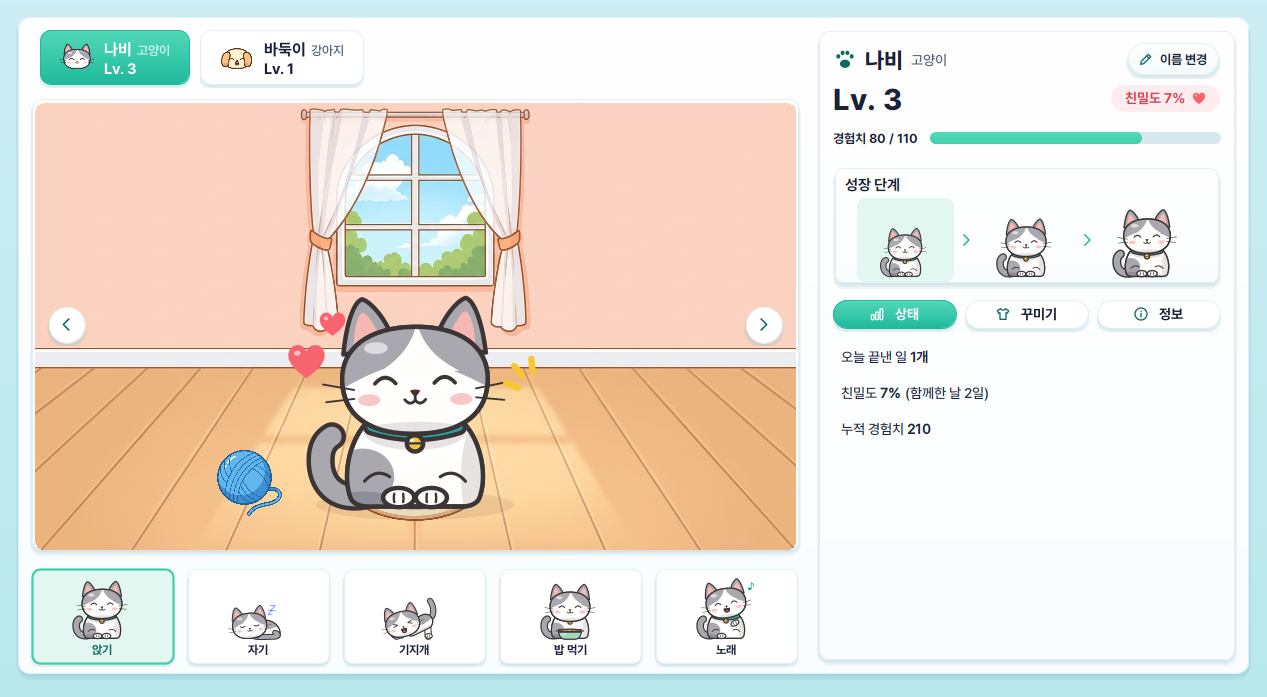 나비 고양이
Lv. 3
바둑이 강아지
Lv. 1
나비 고양이
이름 변경
Lv. 3
친밀도 7%
경험치 80 / 110
성장 단계
상태
꾸미기
정보
오늘 끝낸 일 1개
친밀도 7% (함께한 날 2일)
누적 경험치 210
앉기
자기
기지개
밥 먹기
노래